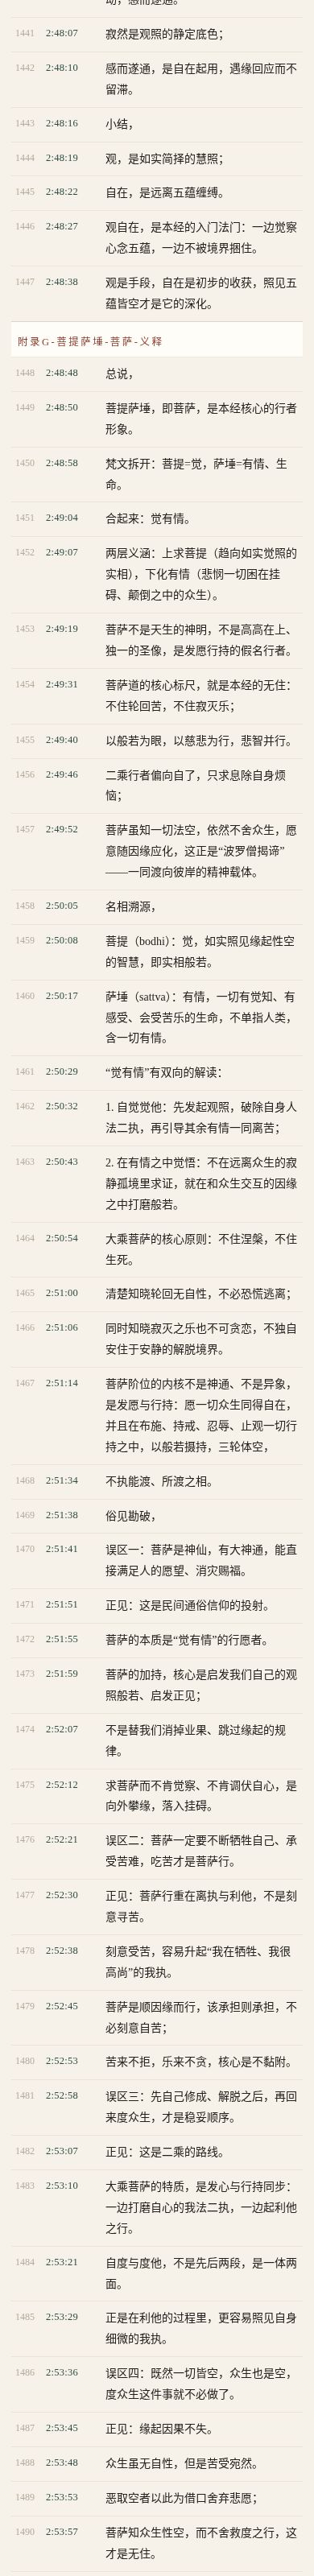 动，感而遂通。
1441 2:48:07 寂然是观照的静定底色；
1442 2:48:10 感而遂通，是自在起用，遇缘回应而不
留滞。
1443 2:48:16 小结，
1444 2:48:19 观，是如实简择的慧照；
1445 2:48:22 自在，是远离五蕴缠缚。
1446 2:48:27 观自在，是本经的入门法门：一边觉察
心念五蕴，一边不被境界捆住。
1447 2:48:38 观是手段，自在是初步的收获，照见五
蕴皆空才是它的深化。
附录G-菩提萨埵-菩萨-义释
1448 2:48:48 总说，
1449 2:48:50 菩提萨埵，即菩萨，是本经核心的行者
形象。
1450 2:48:58 梵文拆开：菩提=觉，萨埵=有情、生
命。
1451 2:49:04 合起来：觉有情。
1452 2:49:07 两层义涵：上求菩提（趋向如实觉照的
实相），下化有情（悲悯一切困在挂
碍、颠倒之中的众生）。
1453 2:49:19 菩萨不是天生的神明，不是高高在上、
独一的圣像，是发愿行持的假名行者。
1454 2:49:31 菩萨道的核心标尺，就是本经的无住：
不住轮回苦，不住寂灭乐；
1455 2:49:40 以般若为眼，以慈悲为行，悲智并行。
1456 2:49:46 二乘行者偏向自了，只求息除自身烦
恼；
1457 2:49:52 菩萨虽知一切法空，依然不舍众生，愿
意随因缘应化，这正是“波罗僧揭谛”
——一同渡向彼岸的精神载体。
1458 2:50:05 名相溯源，
1459 2:50:08 菩提（bodhi）：觉，如实照见缘起性空
的智慧，即实相般若。
1460 2:50:17 萨埵（sattva）：有情，一切有觉知、有
感受、会受苦乐的生命，不单指人类，
含一切有情。
1461 2:50:29 “觉有情”有双向的解读：
1462 2:50:32 1. 自觉觉他：先发起观照，破除自身人
法二执，再引导其余有情一同离苦；
1463 2:50:43 2. 在有情之中觉悟：不在远离众生的寂
静孤境里求证，就在和众生交互的因缘
之中打磨般若。
1464 2:50:54 大乘菩萨的核心原则：不住涅槃，不住
生死。
1465 2:51:00 清楚知晓轮回无自性，不必恐慌逃离；
1466 2:51:06 同时知晓寂灭之乐也不可贪恋，不独自
安住于安静的解脱境界。
1467 2:51:14 菩萨阶位的内核不是神通、不是异象，
是发愿与行持：愿一切众生同得自在，
并且在布施、持戒、忍辱、止观一切行
持之中，以般若摄持，三轮体空，
1468 2:51:34 不执能渡、所渡之相。
1469 2:51:38 俗见勘破，
1470 2:51:41 误区一：菩萨是神仙，有大神通，能直
接满足人的愿望、消灾赐福。
1471 2:51:51 正见：这是民间通俗信仰的投射。
1472 2:51:55 菩萨的本质是“觉有情”的行愿者。
1473 2:51:59 菩萨的加持，核心是启发我们自己的观
照般若、启发正见；
1474 2:52:07 不是替我们消掉业果、跳过缘起的规
律。
1475 2:52:12 求菩萨而不肯觉察、不肯调伏自心，是
向外攀缘，落入挂碍。
1476 2:52:21 误区二：菩萨一定要不断牺牲自己、承
受苦难，吃苦才是菩萨行。
1477 2:52:30 正见：菩萨行重在离执与利他，不是刻
意寻苦。
1478 2:52:38 刻意受苦，容易升起“我在牺牲、我很
高尚”的我执。
1479 2:52:45 菩萨是顺因缘而行，该承担则承担，不
必刻意自苦；
1480 2:52:53 苦来不拒，乐来不贪，核心是不黏附。
1481 2:52:58 误区三：先自己修成、解脱之后，再回
来度众生，才是稳妥顺序。
1482 2:53:07 正见：这是二乘的路线。
1483 2:53:10 大乘菩萨的特质，是发心与行持同步：
一边打磨自心的我法二执，一边起利他
之行。
1484 2:53:21 自度与度他，不是先后两段，是一体两
面。
1485 2:53:29 正是在利他的过程里，更容易照见自身
细微的我执。
1486 2:53:36 误区四：既然一切皆空，众生也是空，
度众生这件事就不必做了。
1487 2:53:45 正见：缘起因果不失。
1488 2:53:48 众生虽无自性，但是苦受宛然。
1489 2:53:53 恶取空者以此为借口舍弃悲愿；
1490 2:53:57 菩萨知众生性空，而不舍救度之行，这
才是无住。